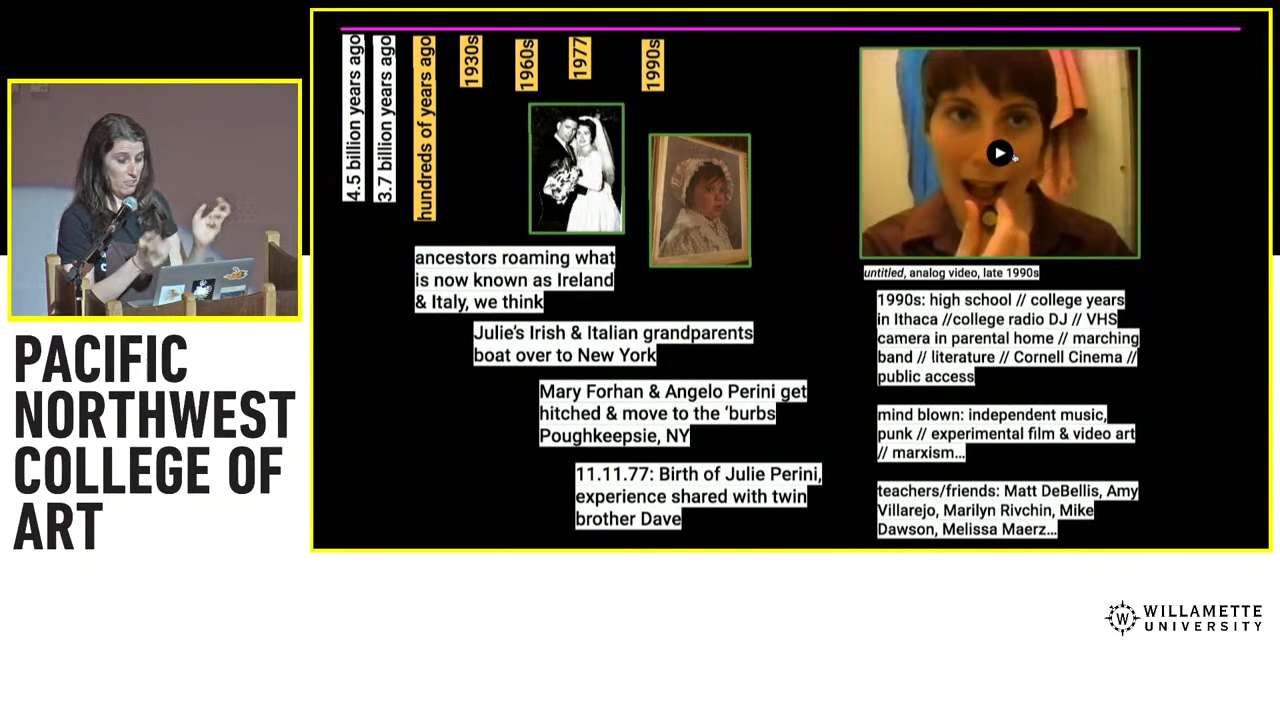 4.5 billion years ago
3.7 billion years ago
hundreds of years ago
1930s
1960s
1977
1990s
ancestors roaming what
is now known as Ireland
& Italy, we think
Julie's Irish & Italian grandparents
boat over to New York
Mary Forhan & Angelo Perini get
hitched & move to the ‘burbs
Poughkeepsie, NY
11.11.77: Birth of Julie Perini,
experience shared with twin
brother Dave
untitled, analog video, late 1990s
1990s: high school // college years
in Ithaca //college radio DJ // VHS
camera in parental home // marching
band // literature // Cornell Cinema //
public access
mind blown: independent music,
punk // experimental film & video art
// marxism...
teachers/friends: Matt DeBellis, Amy
Villarejo, Marilyn Rivchin, Mike
Dawson, Melissa Maerz...
PACIFIC
NORTHWEST
COLLEGE OF
ART
WILLAMETTE
UNIVERSITY